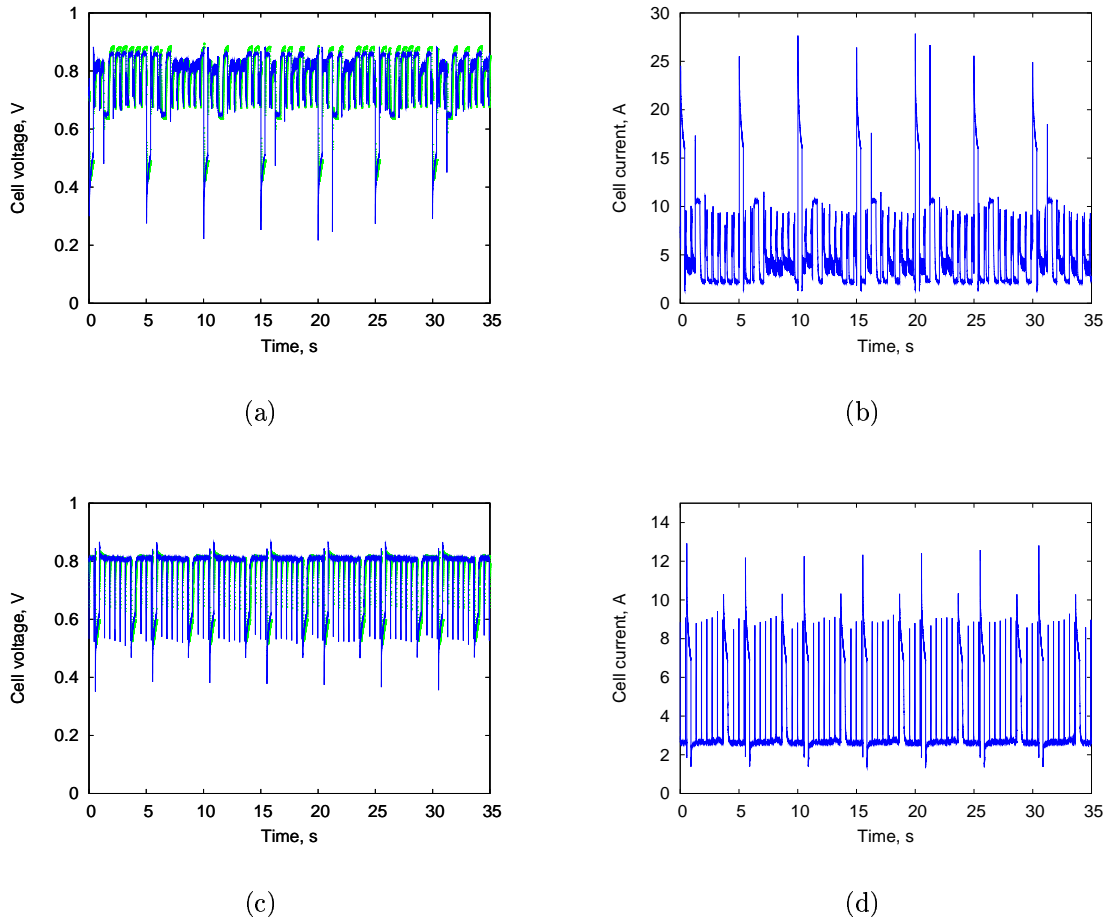 1
0.8
0.6
0.4
0.2
0
Cell voltage, V
0 5 10 15 20 25 30 35
Time, s
(a)
30
25
20
15
10
5
0
Cell current, A
0 5 10 15 20 25 30 35
Time, s
(b)
1
0.8
0.6
0.4
0.2
0
Cell voltage, V
0 5 10 15 20 25 30 35
Time, s
(c)
14
12
10
8
6
4
2
0
Cell current, A
0 5 10 15 20 25 30 35
Time, s
(d)